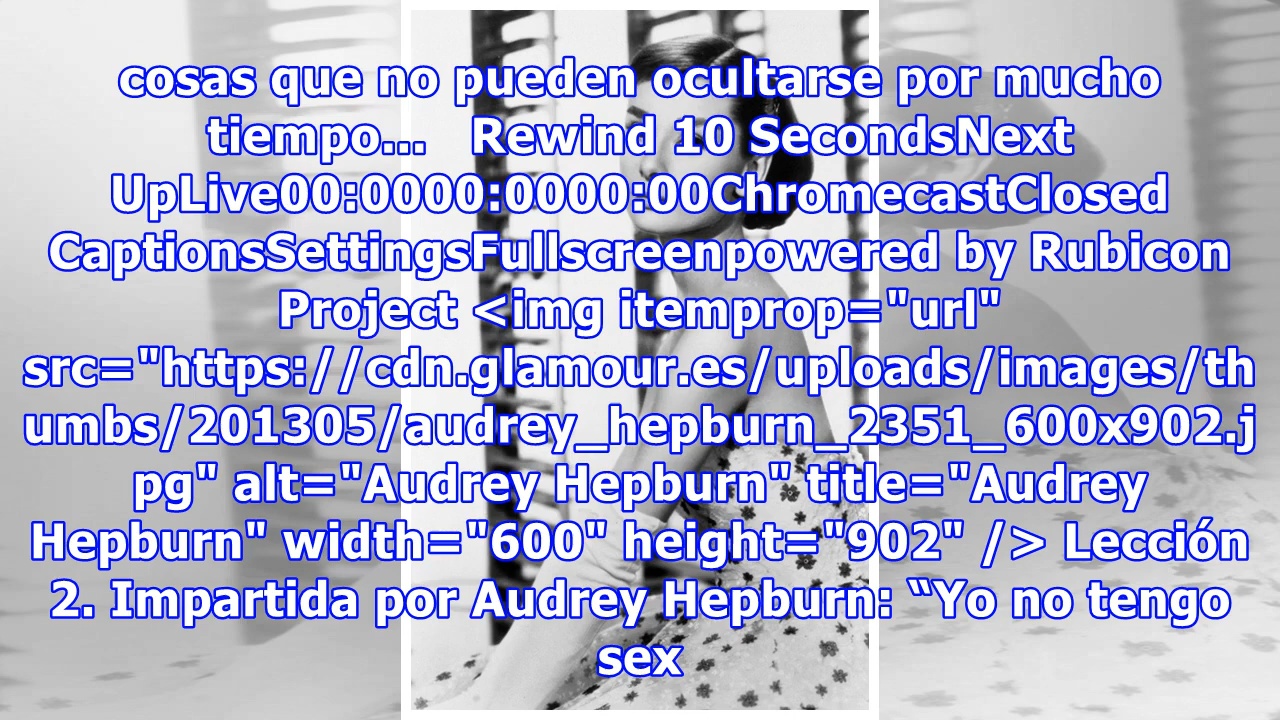 cosas que no pueden ocultarse por mucho
tiempo... Rewind 10 SecondsNext
UpLive00:0000:0000:00ChromecastClosed
CaptionsSettingsFullscreenpowered by Rubicon
Project <img itemprop="url"
src="https://cdn.glamour.es/uploads/images/th
umbs/201305/audrey_hepburn_2351_600x902.j
pg" alt="Audrey Hepburn" title="Audrey
Hepburn" width="600" height="902" /> Lección
2. Impartida por Audrey Hepburn: “Yo no tengo
sex